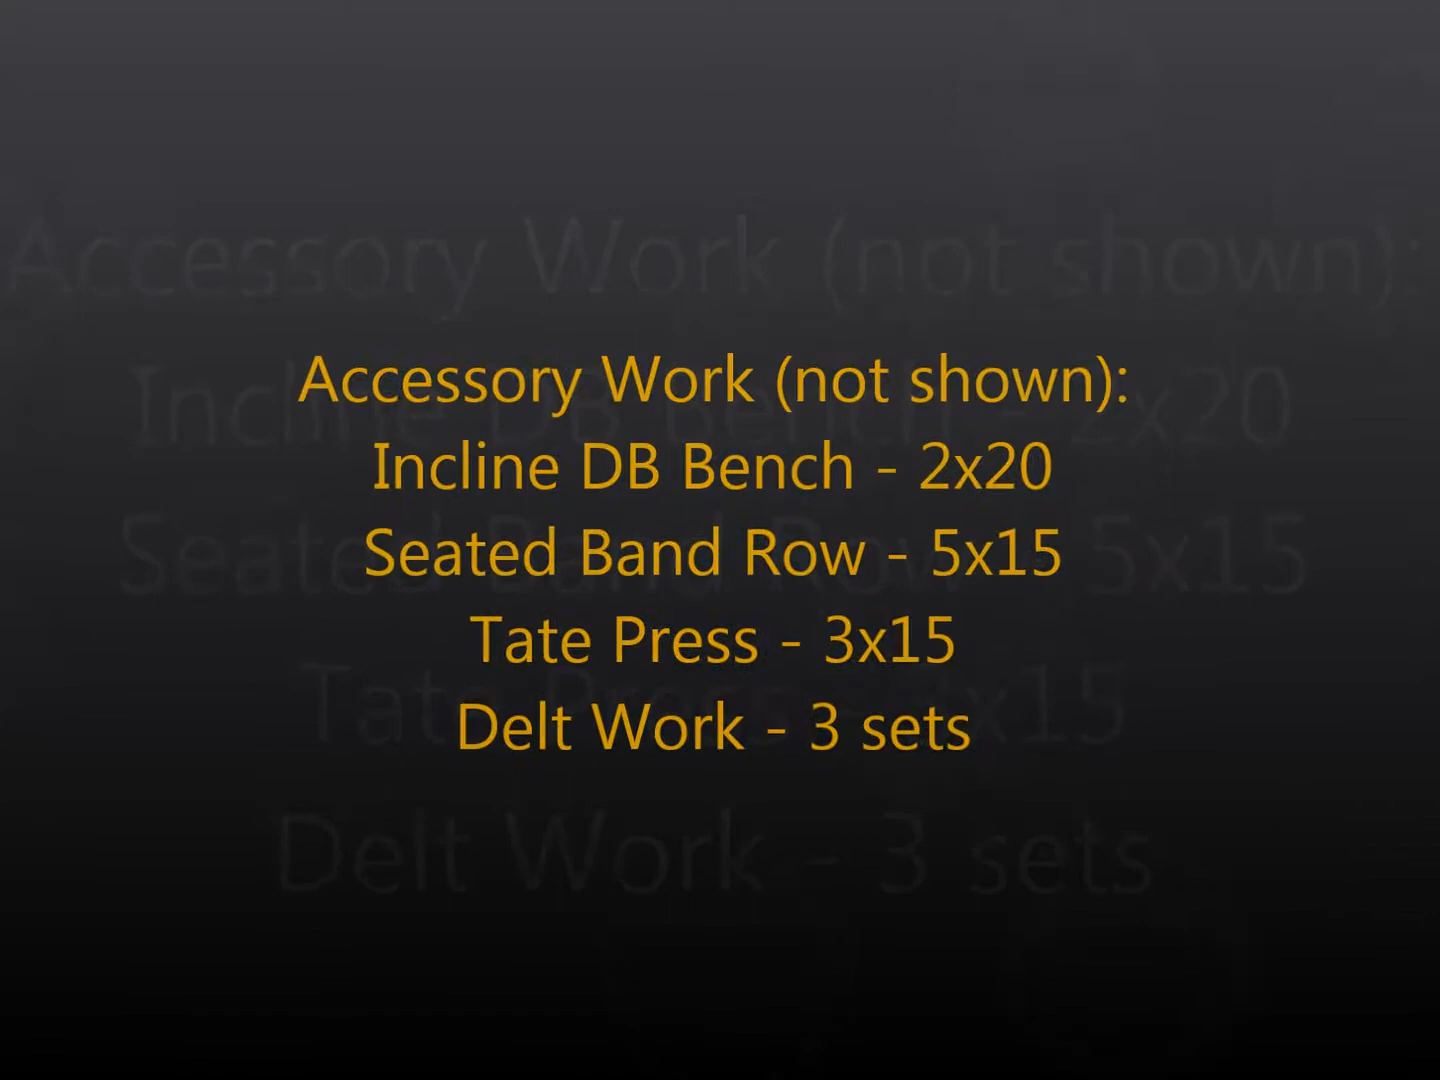 Accessory Work (not shown):
Incline DB Bench - 2x20
Seated Band Row - 5x15
Tate Press - 3x15
Delt Work - 3 sets